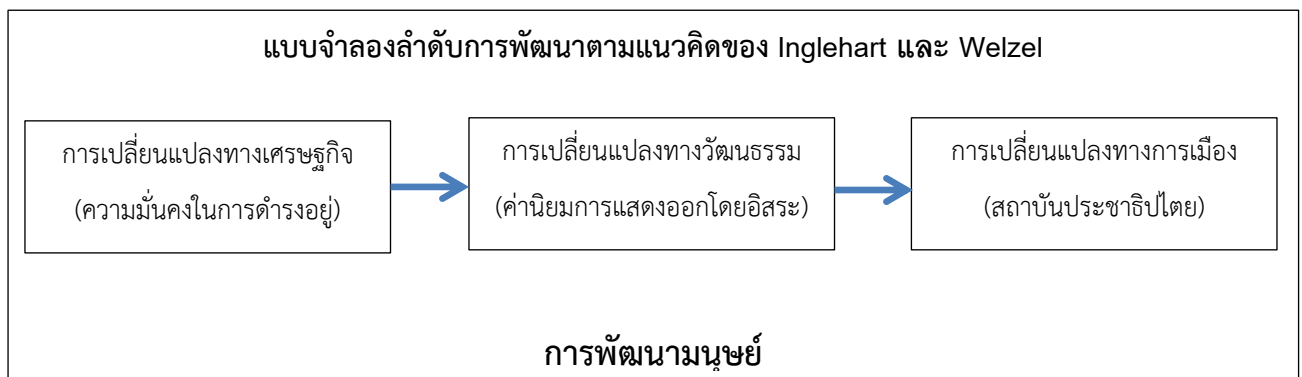 แบบจำลองลำดับการพัฒนาตามแนวคิดของ Inglehart และ Welzel
การเปลี่ยนแปลงทางเศรษฐกิจ
(ความมั่นคงในการดำรงอยู่)
การเปลี่ยนแปลงทางวัฒนธรรม
(ค่านิยมการแสดงออกโดยอิสระ)
การเปลี่ยนแปลงทางการเมือง
(สถาบันประชาธิปไตย)
การพัฒนามนุษย์